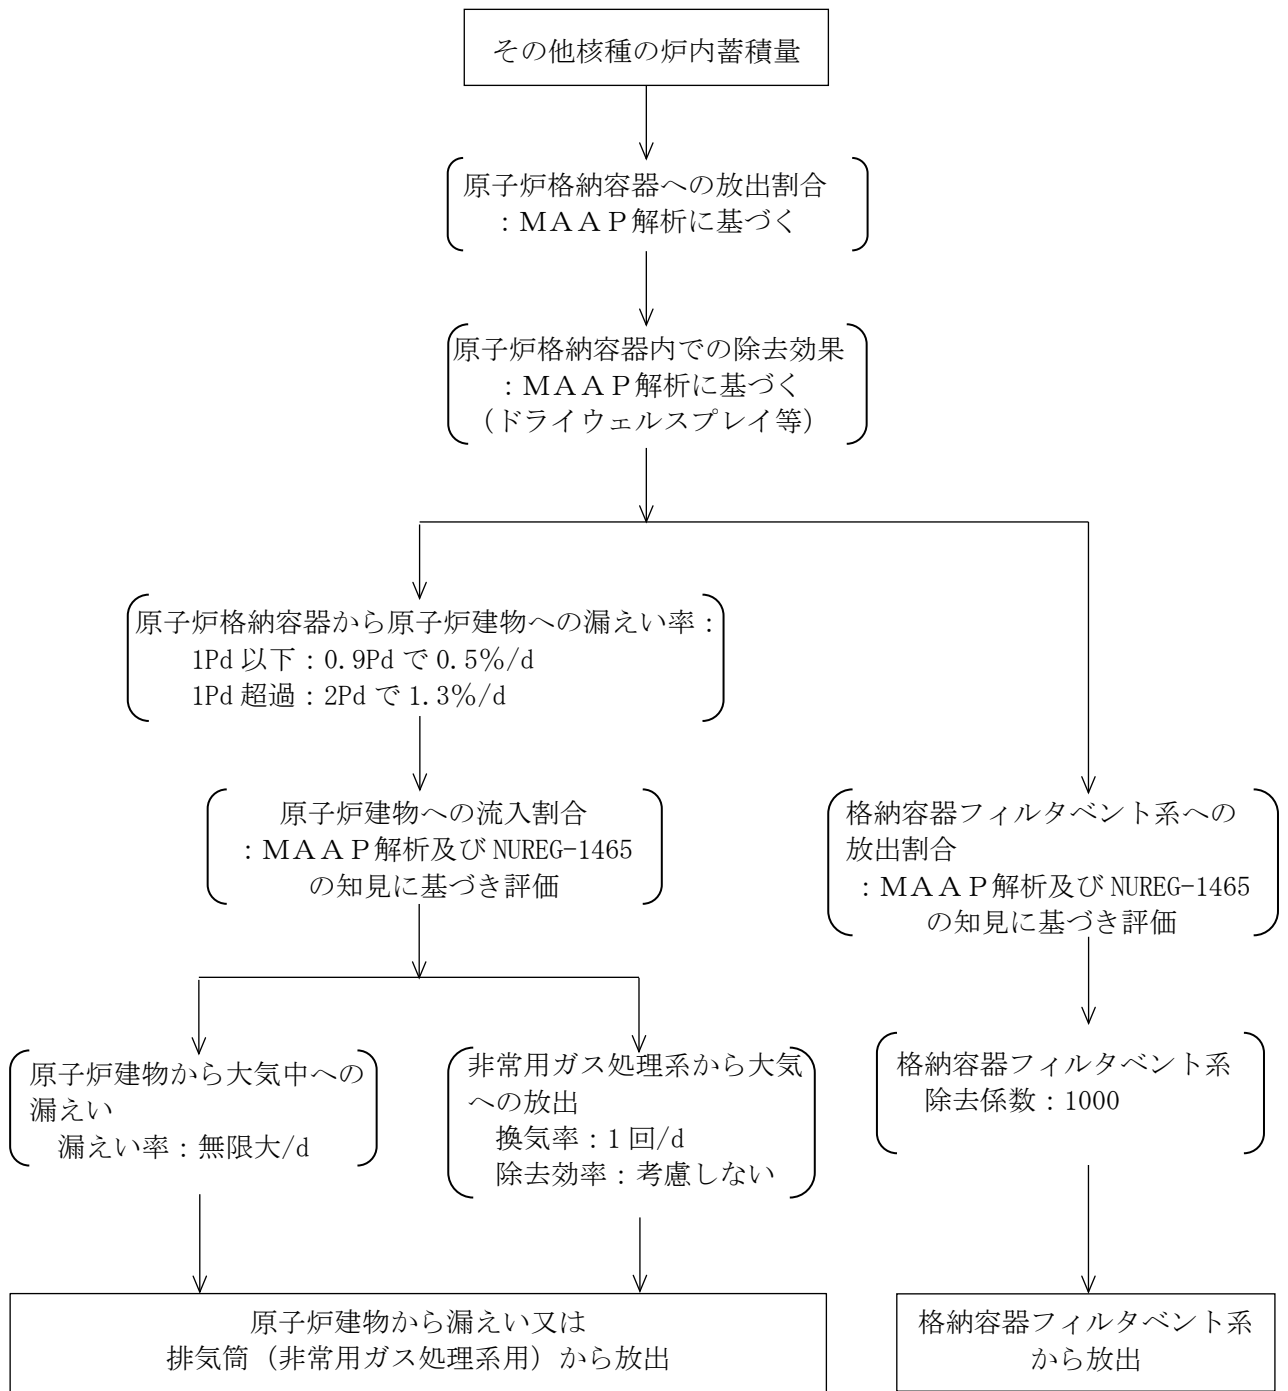 その他核種の炉内蓄積量
原子炉格納容器への放出割合
：ＭＡＡＰ解析に基づく
原子炉格納容器内での除去効果
：ＭＡＡＰ解析に基づく
（ドライウェルスプレイ等）
原子炉格納容器から原子炉建物への漏えい率：
1Pd 以下：0.9Pd で 0.5%/d
1Pd 超過：2Pd で 1.3%/d
原子炉建物への流入割合
：ＭＡＡＰ解析及び NUREG-1465
の知見に基づき評価
格納容器フィルタベント系への
放出割合
：ＭＡＡＰ解析及び NUREG-1465
の知見に基づき評価
原子炉建物から大気中への
漏えい
漏えい率：無限大/d
非常用ガス処理系から大気
への放出
換気率：1 回/d
除去効率：考慮しない
格納容器フィルタベント系
除去係数：1000
原子炉建物から漏えい又は
排気筒（非常用ガス処理系用）から放出
格納容器フィルタベント系
から放出